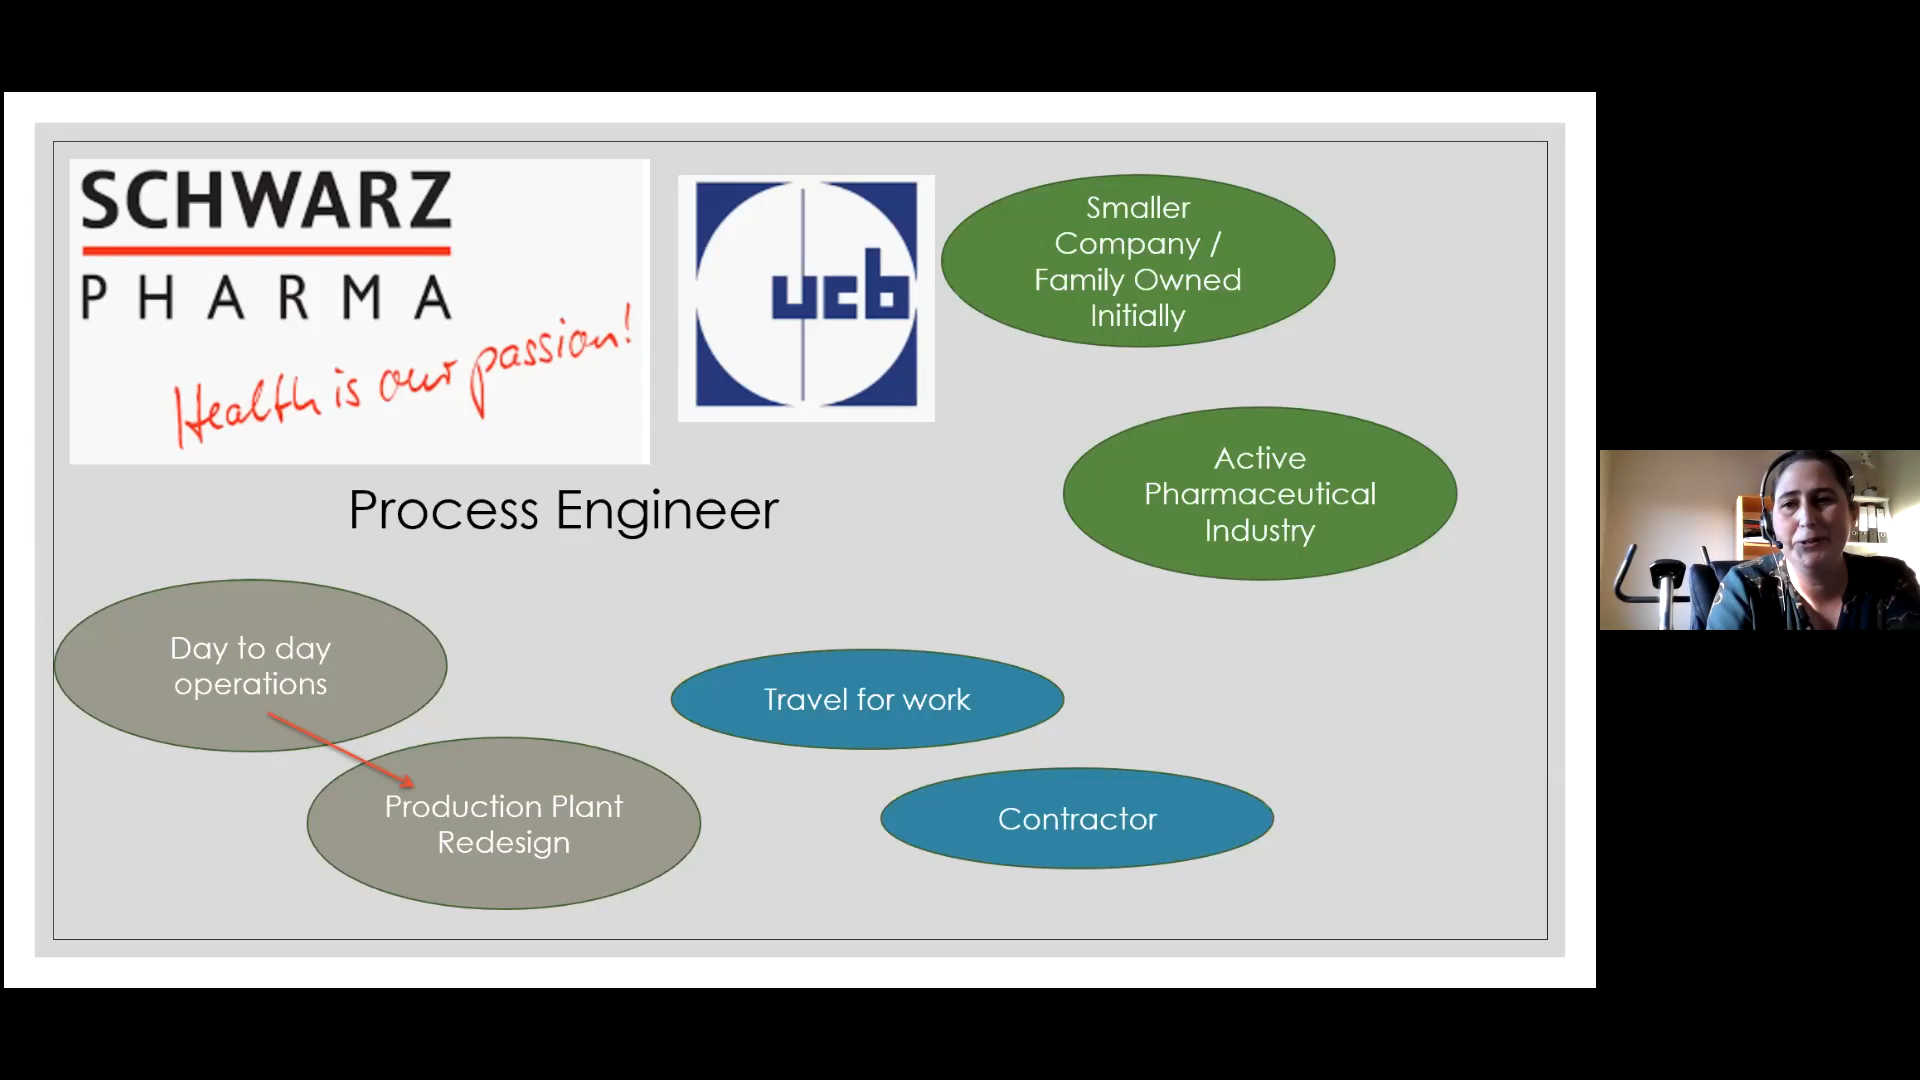 SCHWARZ
PHARMA
Health is our passion!
ucb
Smaller
Company /
Family Owned
Initially
Active
Pharmaceutical
Industry
Process Engineer
Day to day
operations
Production Plant
Redesign
Travel for work
Contractor